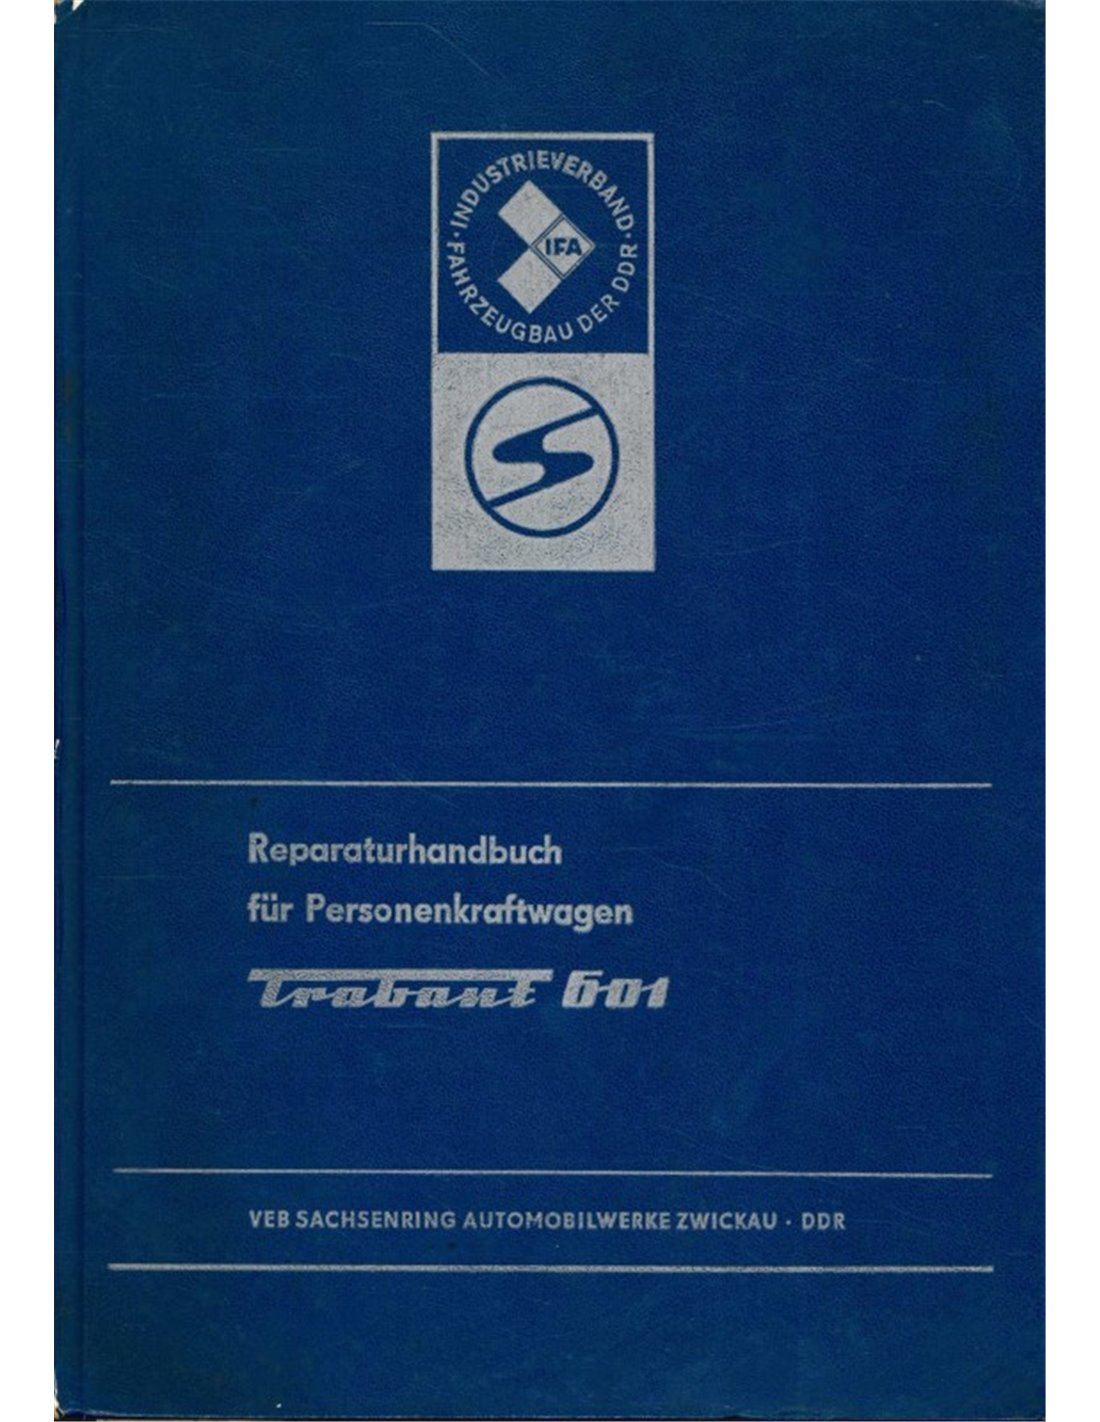 · INDUSTRIEVERBAND ·
FAHRZEUGBAU DER DDR
IFA
S
Reparaturhandbuch
für Personenkraftwagen
Trabant 601
VEB SACHSENRING AUTOMOBILWERKE ZWICKAU · DDR